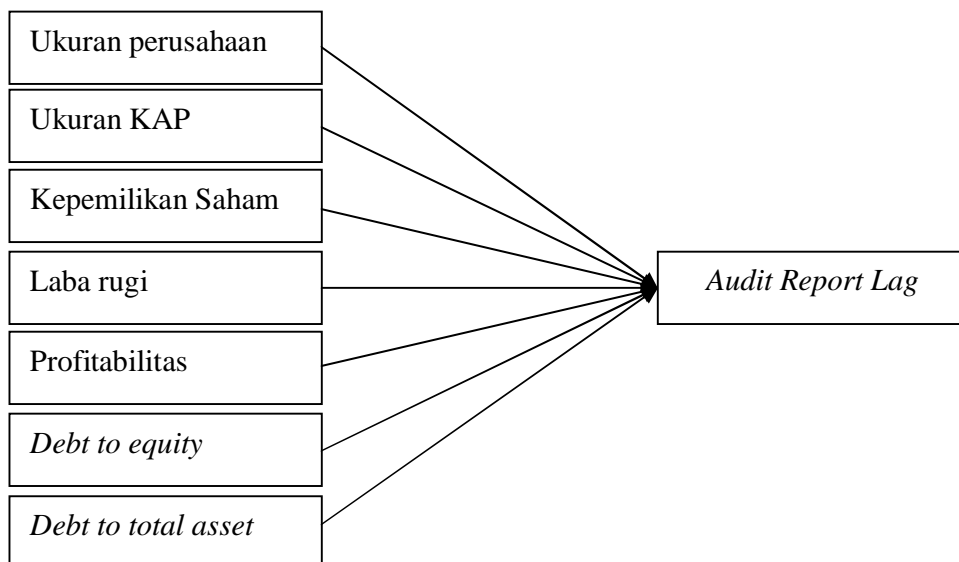 Ukuran perusahaan
Ukuran KAP
Kepemilikan Saham
Laba rugi
Profitabilitas
Debt to equity
Debt to total asset
Audit Report Lag